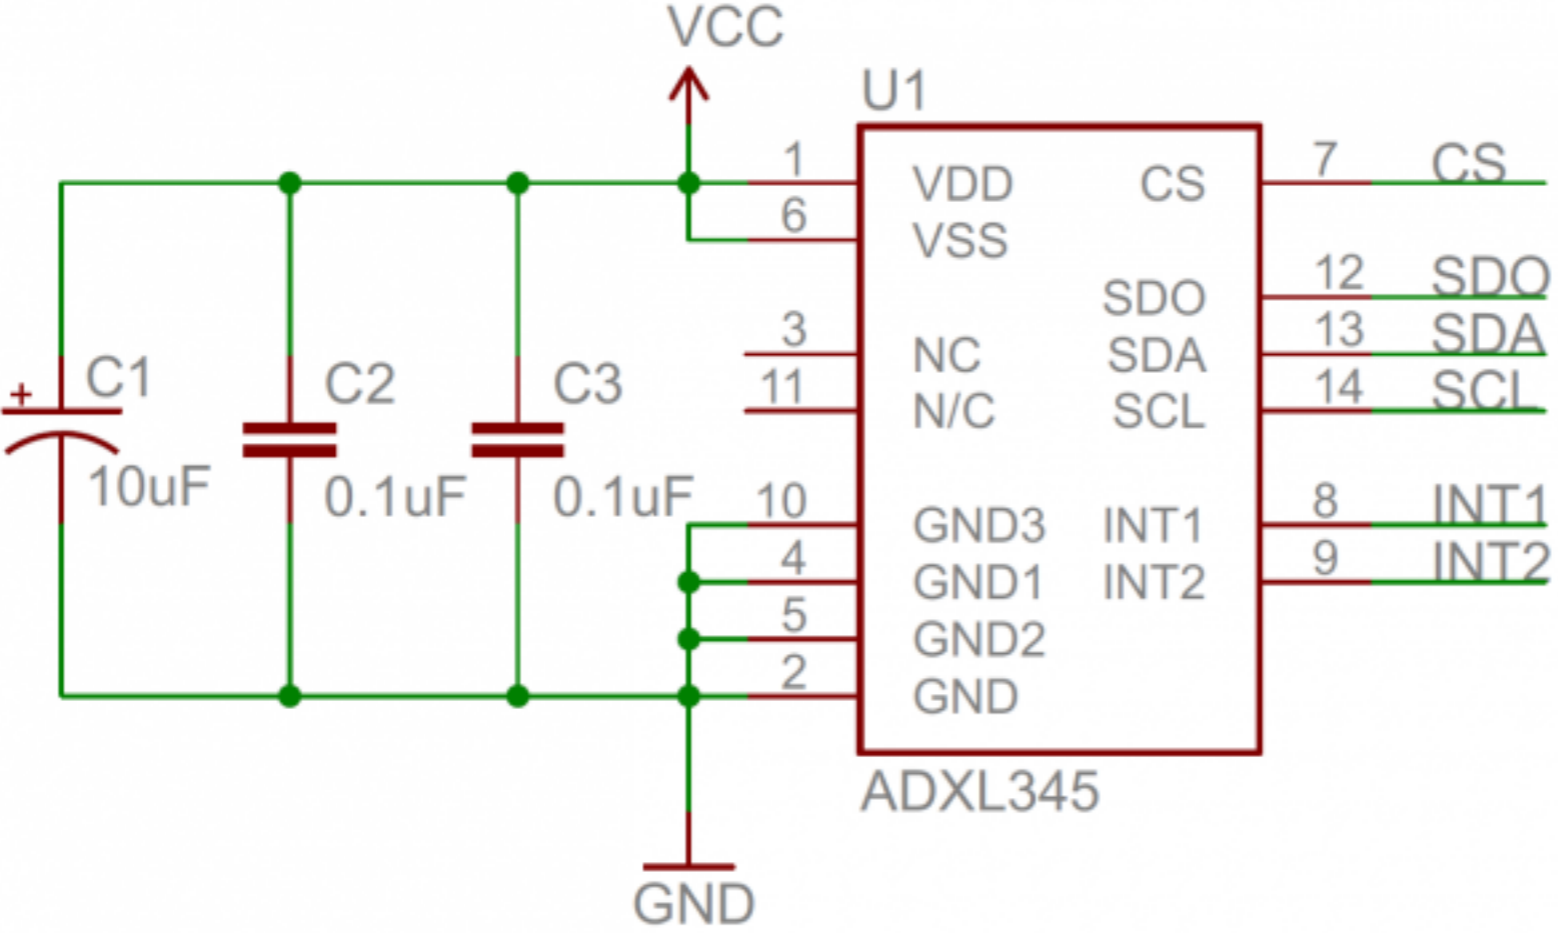 VCC
U1
1 VDD CS 7 CS
6 VSS
SDO 12 SDO
3 NC SDA 13 SDA
11 N/C SCL 14 SCL
+ C1 C2 C3
10uF 0.1uF 0.1uF
10 GND3 INT1 8 INT1
4 GND1 INT2 9 INT2
5 GND2
2 GND
ADXL345
GND